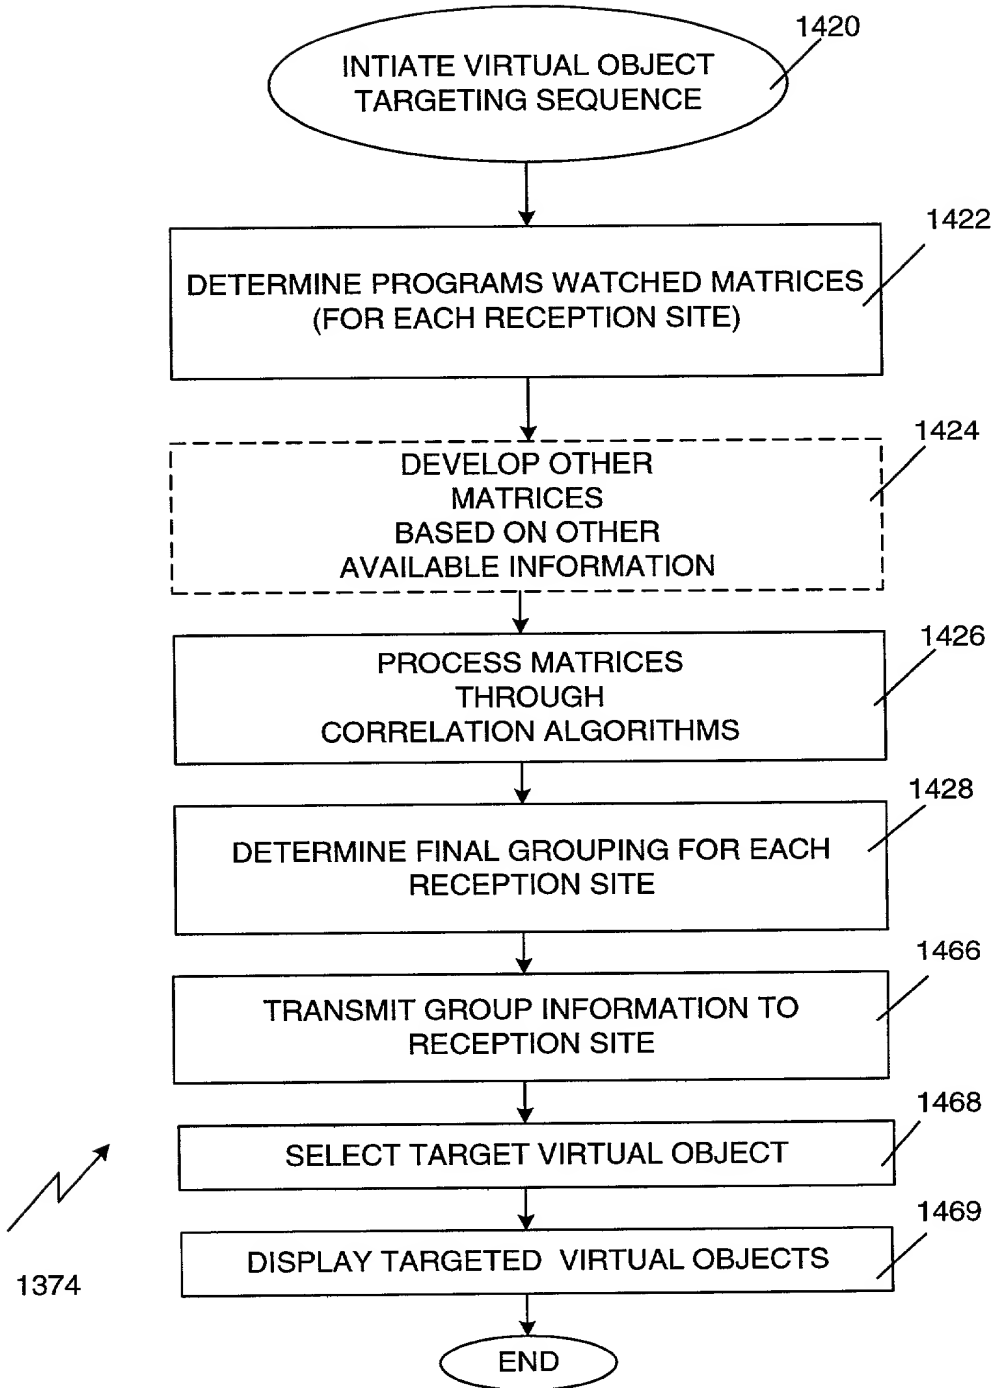 1420
INTIATE VIRTUAL OBJECT
TARGETING SEQUENCE
1422
DETERMINE PROGRAMS WATCHED MATRICES
(FOR EACH RECEPTION SITE)
1424
DEVELOP OTHER
MATRICES
BASED ON OTHER
AVAILABLE INFORMATION
1426
PROCESS MATRICES
THROUGH
CORRELATION ALGORITHMS
1428
DETERMINE FINAL GROUPING FOR EACH
RECEPTION SITE
1466
TRANSMIT GROUP INFORMATION TO
RECEPTION SITE
1468
SELECT TARGET VIRTUAL OBJECT
1469
DISPLAY TARGETED VIRTUAL OBJECTS
1374
END